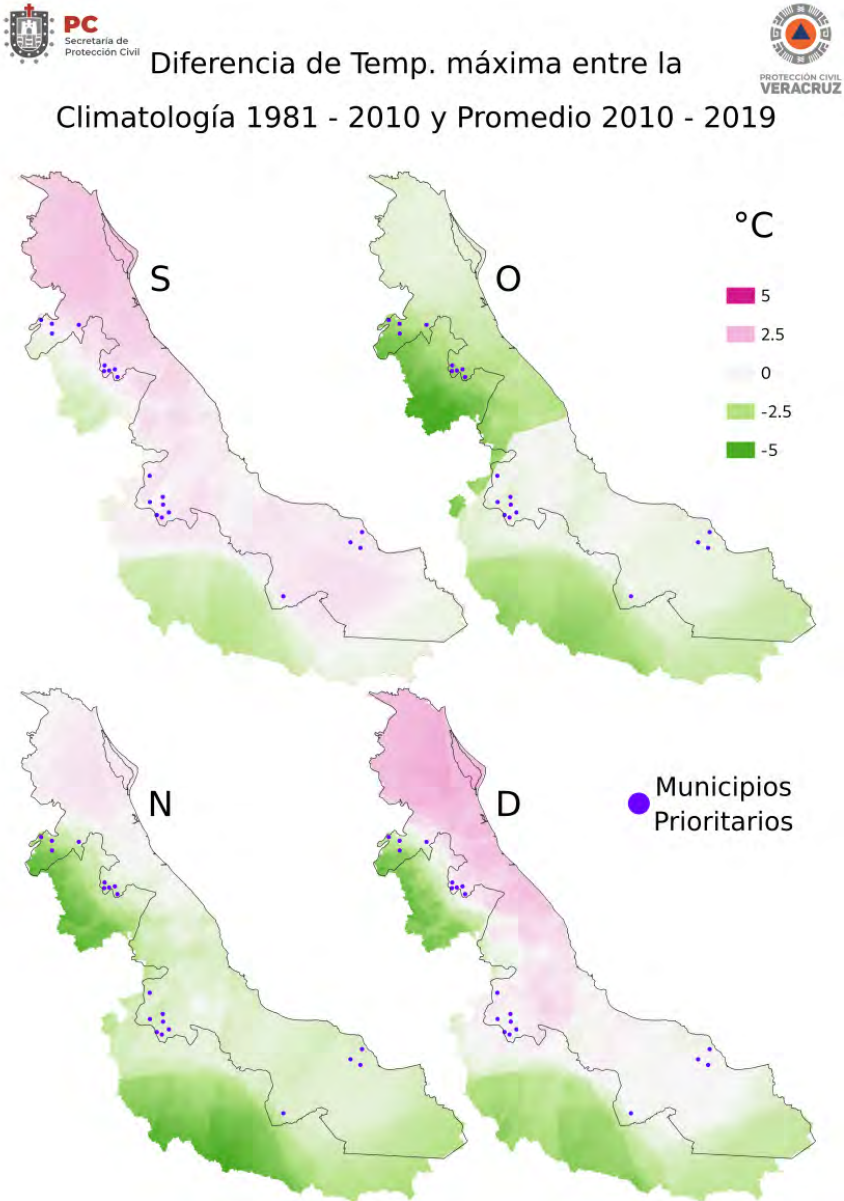 PC
Secretaría de
Protección Civil
PROTECCIÓN CIVIL
VERACRUZ
Diferencia de Temp. máxima entre la
Climatología 1981 - 2010 y Promedio 2010 - 2019
S
O
°C
5
2.5
0
-2.5
-5
N
D
Municipios
Prioritarios